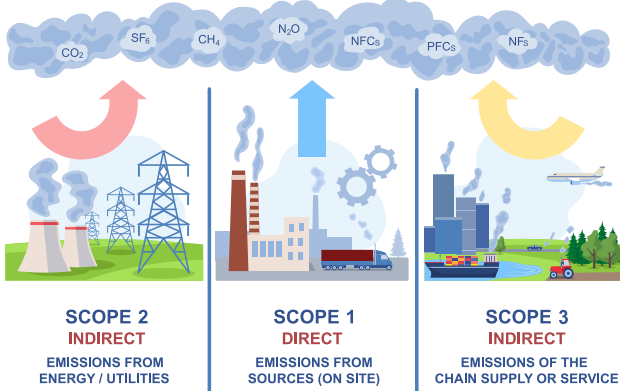 CO2
SF6
CH4
N2O
NFCs
PFCs
NFs
SCOPE 2
INDIRECT
EMISSIONS FROM
ENERGY / UTILITIES
SCOPE 1
DIRECT
EMISSIONS FROM
SOURCES (ON SITE)
SCOPE 3
INDIRECT
EMISSIONS OF THE
CHAIN SUPPLY OR SERVICE